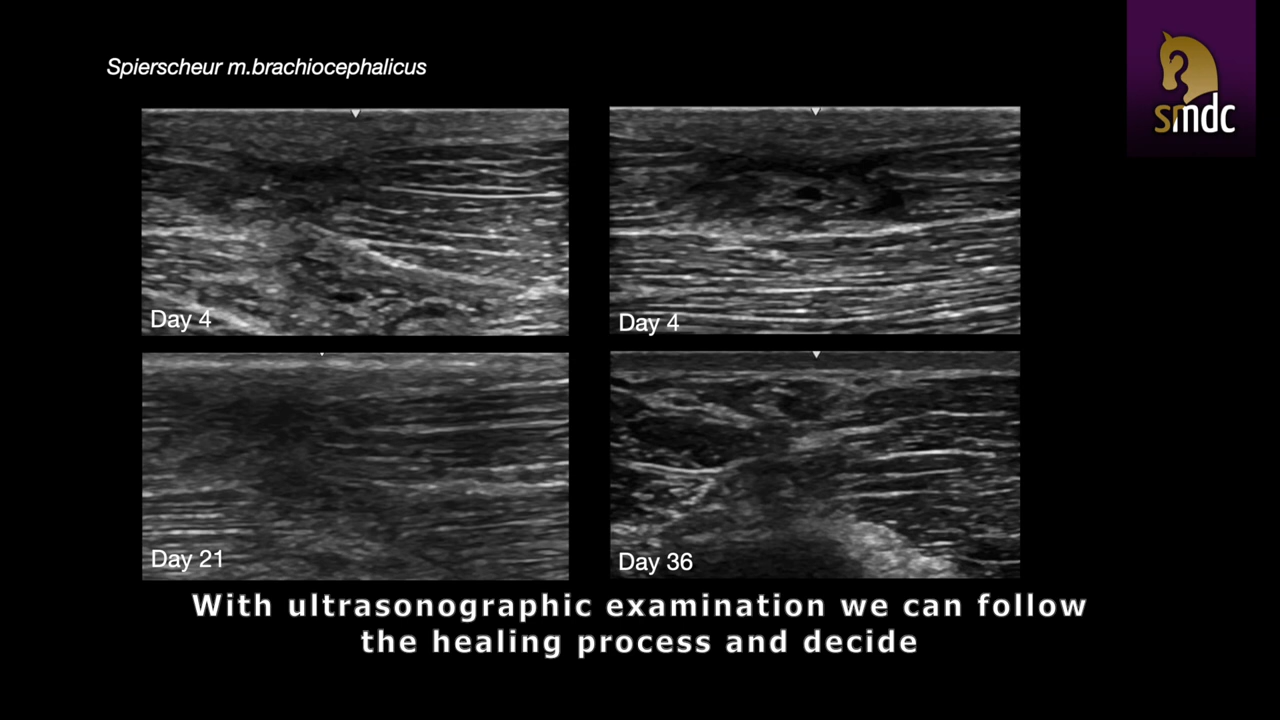 Spierscheur m.brachiocephalicus
smdc
Day 4
Day 4
Day 21
Day 36
With ultrasonographic examination we can follow
the healing process and decide